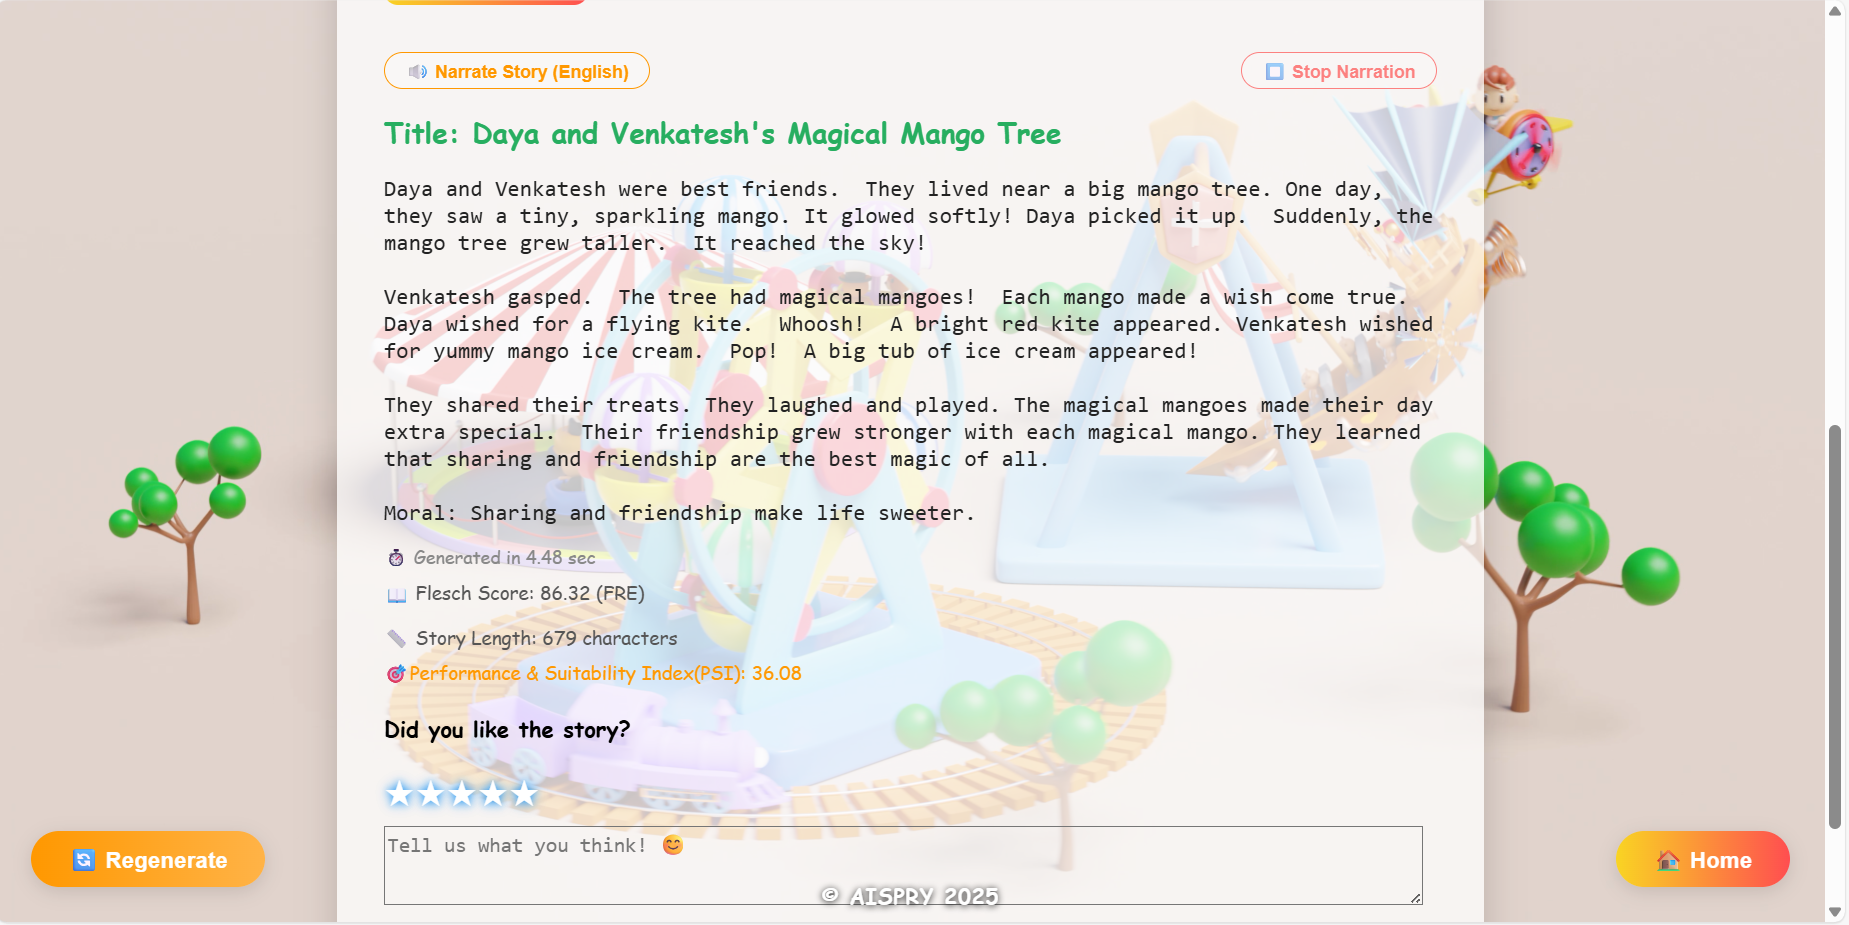 🔊 Narrate Story (English)
Stop Narration
Title: Daya and Venkatesh's Magical Mango Tree
Daya and Venkatesh were best friends.  They lived near a big mango tree. One day,
they saw a tiny, sparkling mango. It glowed softly! Daya picked it up.  Suddenly, the
mango tree grew taller.  It reached the sky!
Venkatesh gasped.  The tree had magical mangoes!  Each mango made a wish come true.
Daya wished for a flying kite.  Whoosh!  A bright red kite appeared. Venkatesh wished
for yummy mango ice cream.  Pop!  A big tub of ice cream appeared!
They shared their treats. They laughed and played. The magical mangoes made their day
extra special.  Their friendship grew stronger with each magical mango. They learned
that sharing and friendship are the best magic of all.
Moral: Sharing and friendship make life sweeter.
⏱ Generated in 4.48 sec
📖 Flesch Score: 86.32 (FRE)
📏 Story Length: 679 characters
🎯Performance & Suitability Index(PSI): 36.08
Did you like the story?
★★★★★
Tell us what you think! 😊
🔄 Regenerate
🏠 Home
© AISPRY 2025